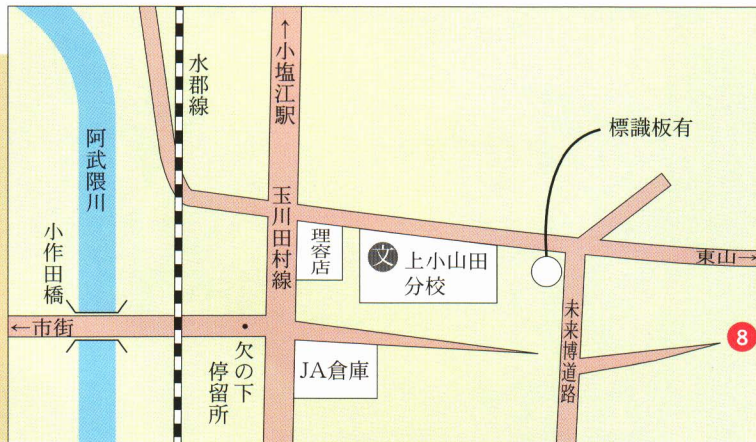 ↑小塩江駅
水郡線
標識板有
阿武隈川
玉川田村線
小作田橋
理容店
文
上小山田
分校
東山→
←市街
未来博道路
8
欠の下
停留所
JA倉庫